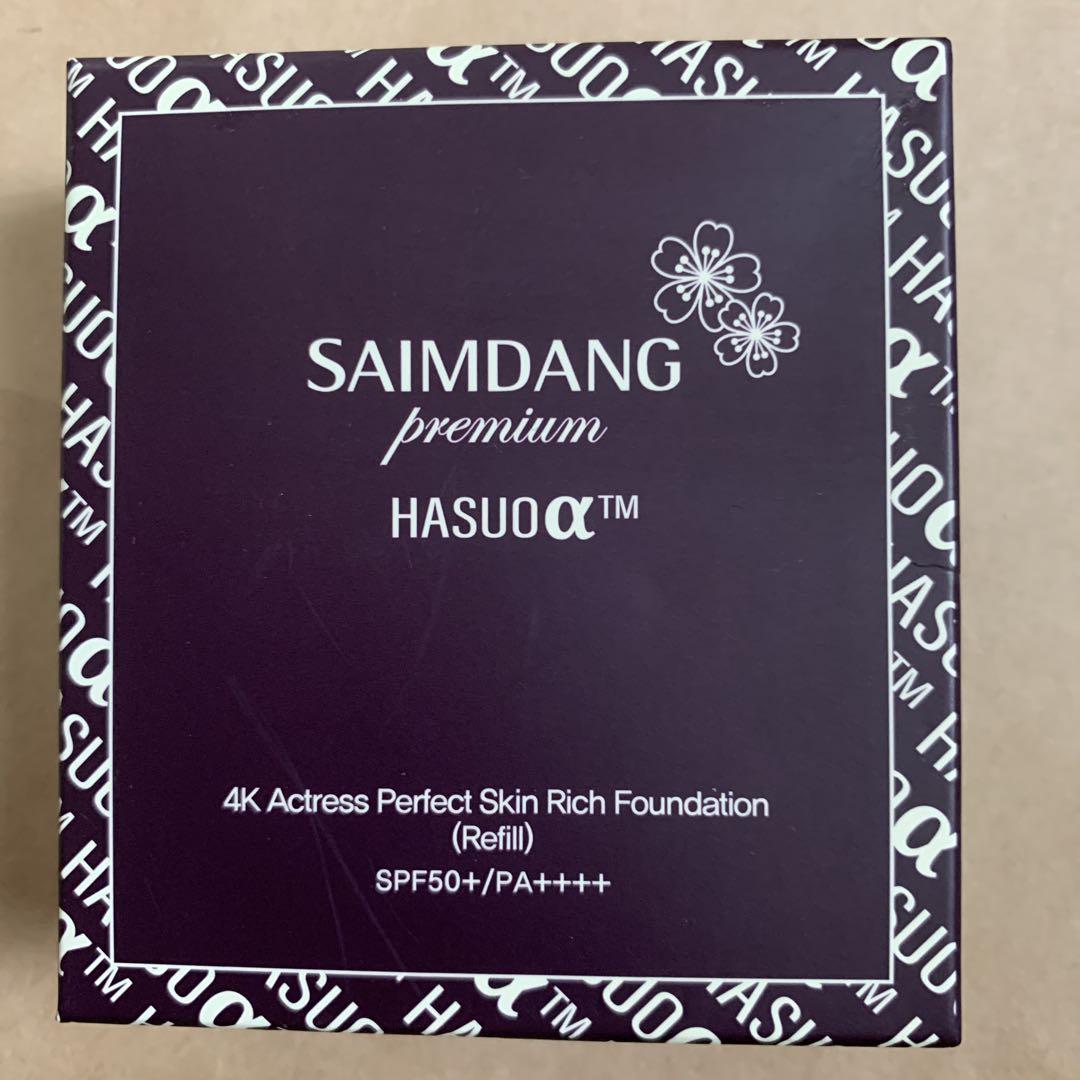 SAIMDANG
premium
HASUOα™
4K Actress Perfect Skin Rich Foundation
(Refill)
SPF50+/PA++++